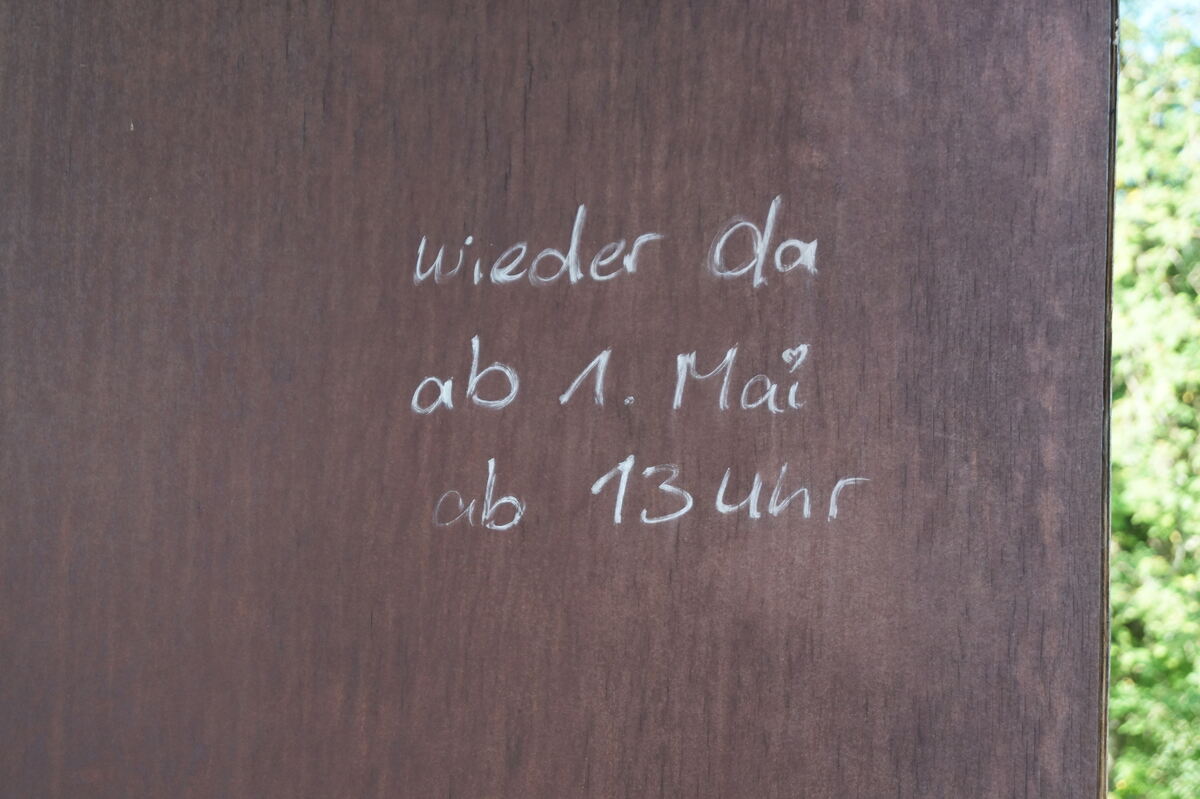 wieder da
ab 1. Mai
ab 13 Uhr